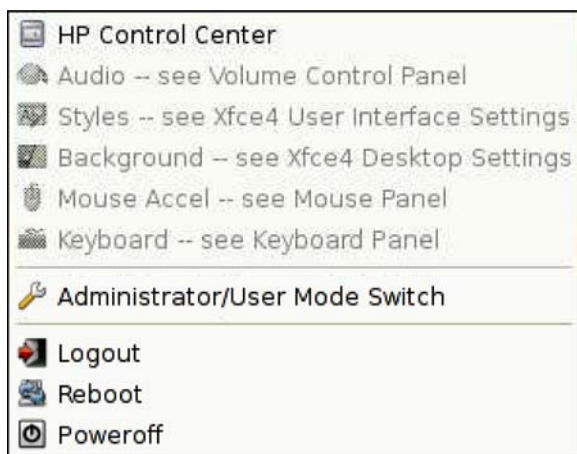 HP Control Center
Audio -- see Volume Control Panel
Styles -- see Xfce4 User Interface Settings
Background -- see Xfce4 Desktop Settings
Mouse Accel -- see Mouse Panel
Keyboard -- see Keyboard Panel
Administrator/User Mode Switch
Logout
Reboot
Poweroff